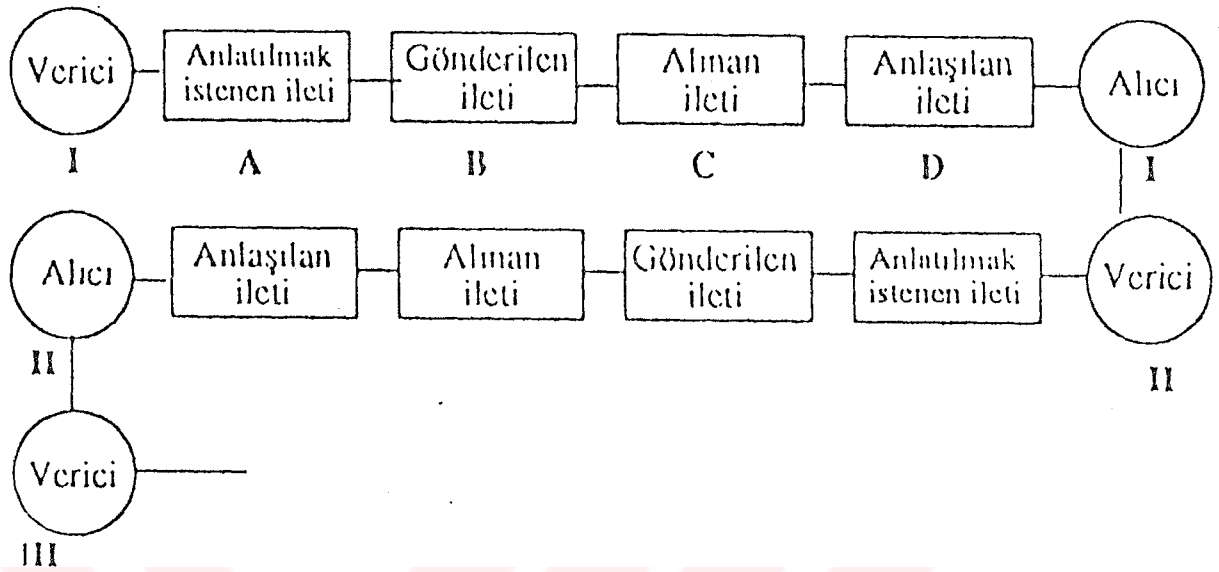 Verici
Anlatılmak
istenen ileti
Gönderilen
ileti
Alınan
ileti
Anlaşılan
ileti
Alıcı
I
A
B
C
D
I
Alıcı
Anlaşılan
ileti
Alınan
ileti
Gönderilen
ileti
Anlatılmak
istenen ileti
Verici
II
II
Verici
III